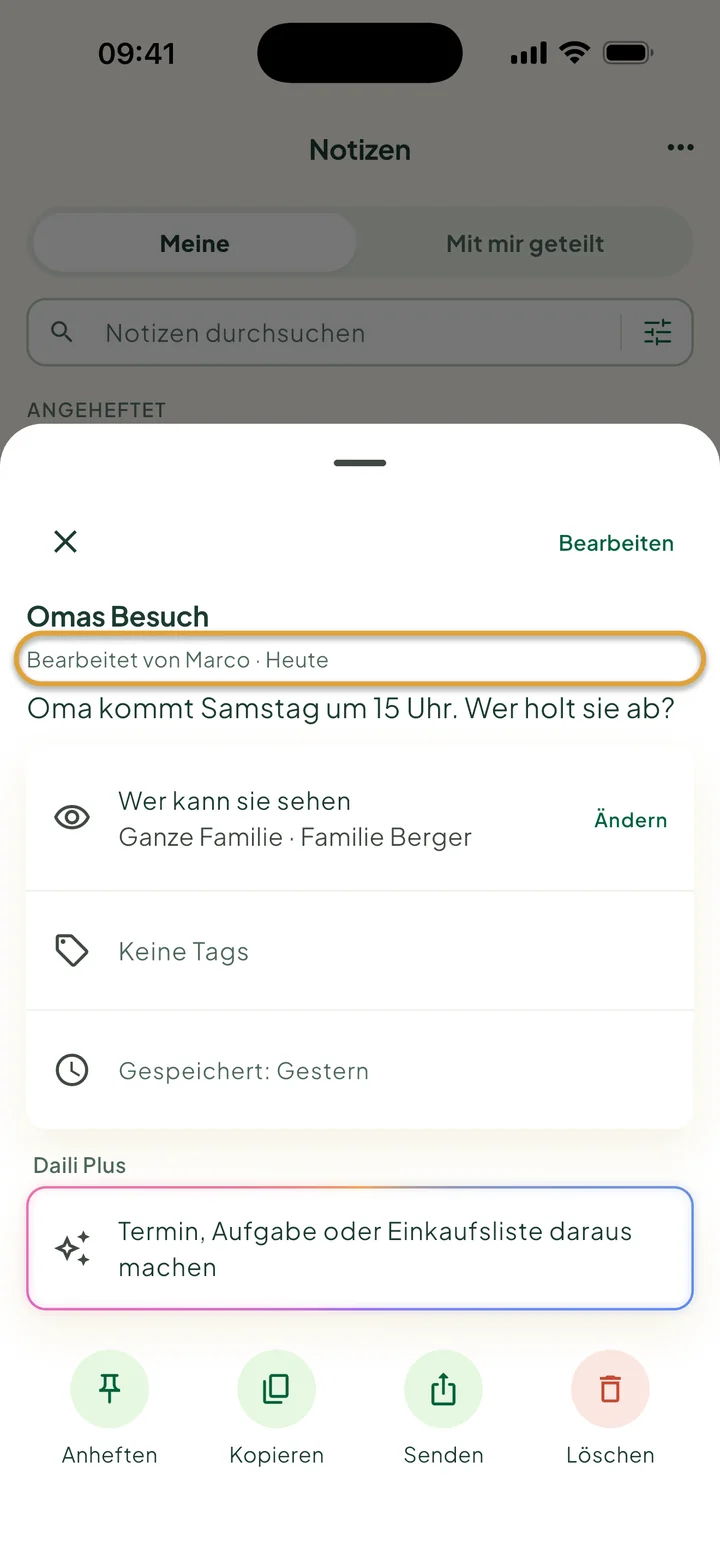 09:41
Notizen
Meine
Mit mir geteilt
Notizen durchsuchen
ANGEHEFTET
Bearbeiten
Omas Besuch
Bearbeitet von Marco · Heute
Oma kommt Samstag um 15 Uhr. Wer holt sie ab?
Wer kann sie sehen
Ganze Familie · Familie Berger
Ändern
Keine Tags
Gespeichert: Gestern
Daili Plus
Termin, Aufgabe oder Einkaufsliste daraus
machen
Anheften
Kopieren
Senden
Löschen